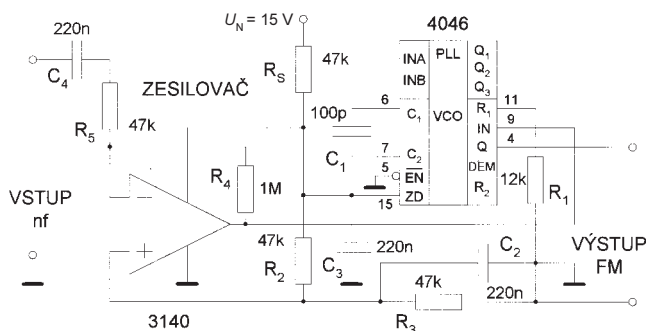 220n
C4
R5
47k
VSTUP
nf
ZESILOVAČ
3140
UN = 15 V
RS
47k
R4
1M
R2
47k
100p
C1
C3
220n
R3
47k
C2
220n
4046
INA
INB
PLL
Q1
Q2
Q3
VCO
C1
C2
EN
ZD
R1
IN
Q
DEM
R2
6
7
5
15
11
9
4
12k
R1
VÝSTUP
FM